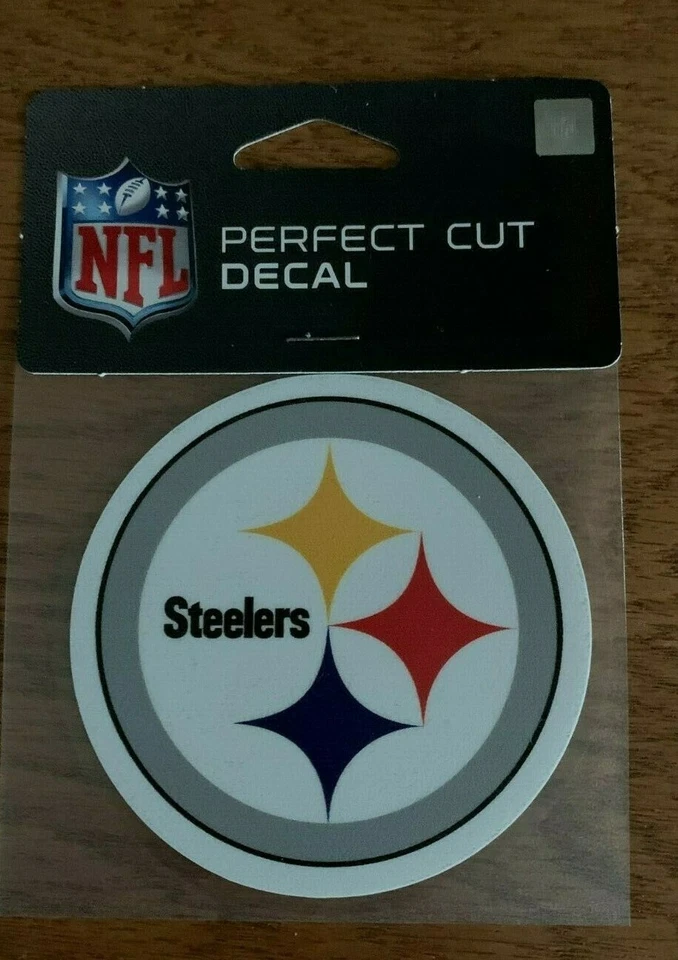 NFL
PERFECT CUT
DECAL
Steelers